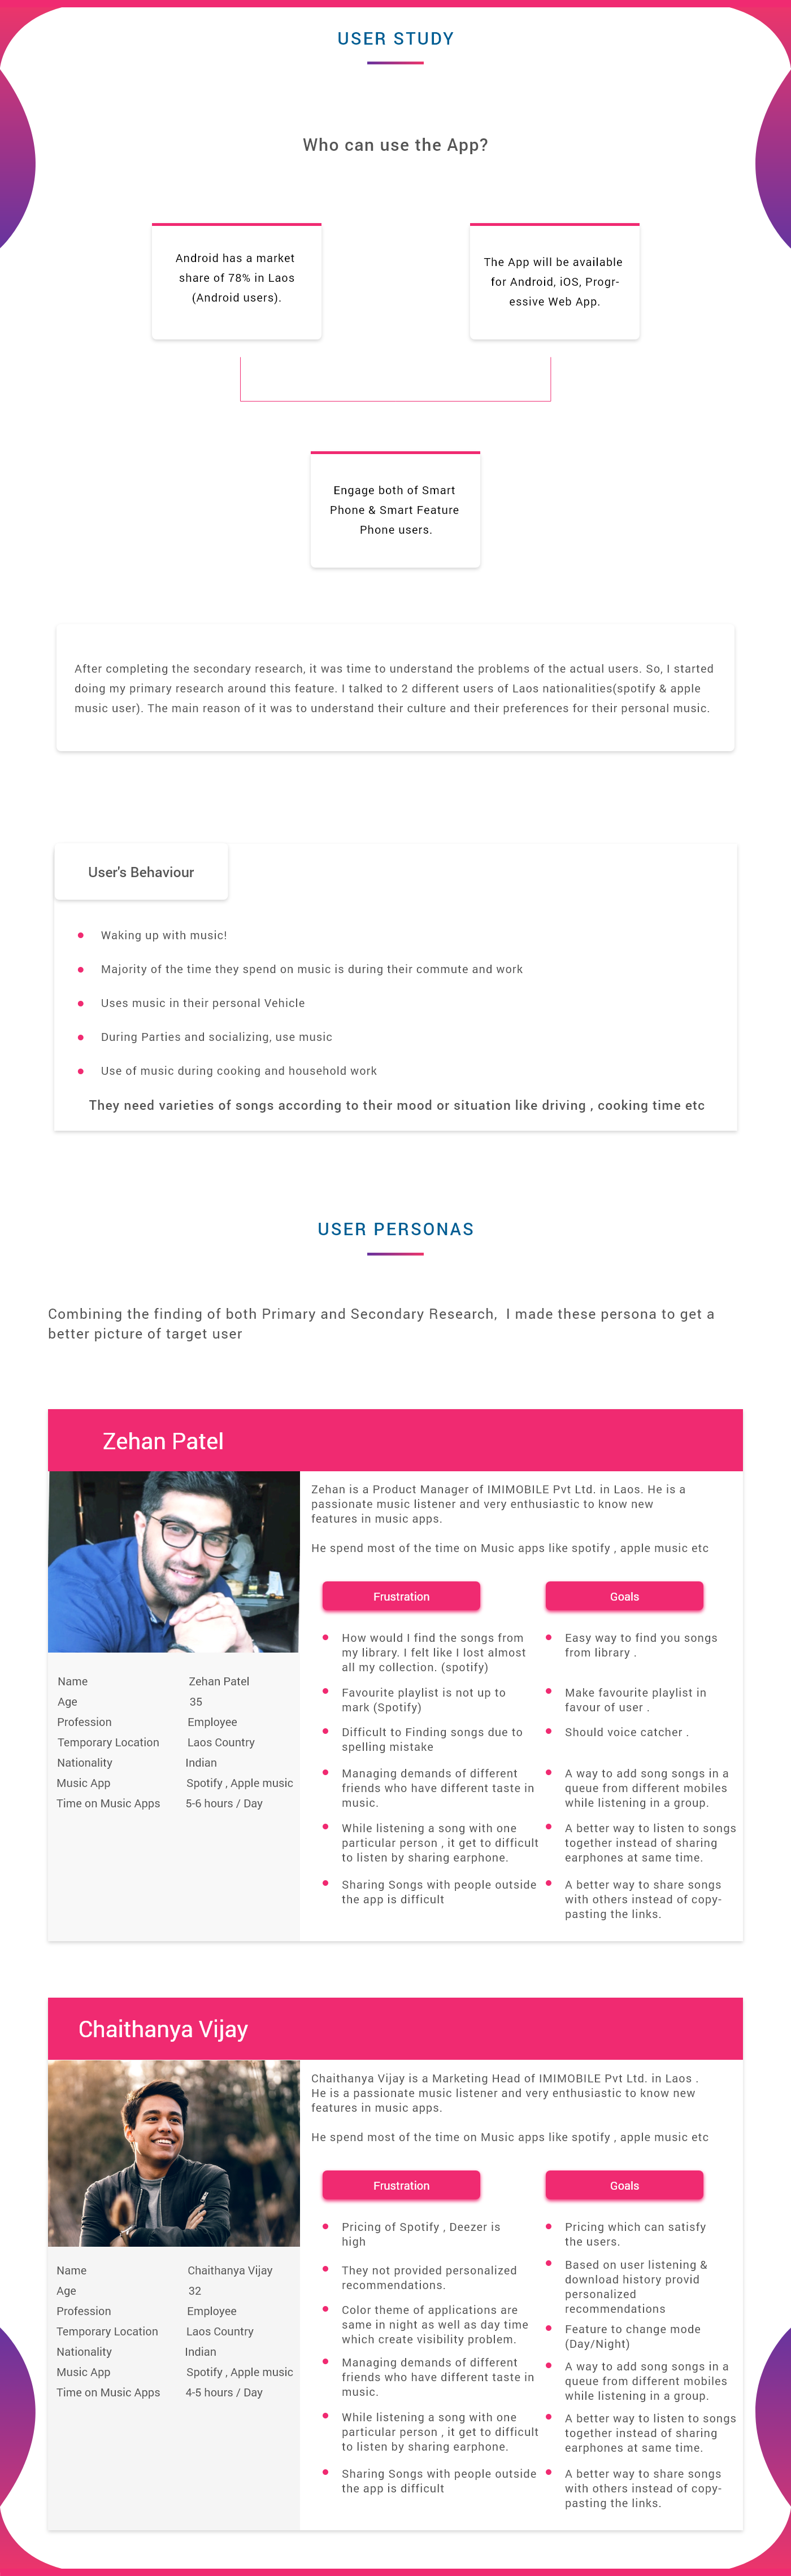 USER STUDY
Who can use the App?
Android has a market
share of 78% in Laos
(Android users).
The App will be available
for Android, iOS, Progr-
essive Web App.
Engage both of Smart
Phone & Smart Feature
Phone users.
After completing the secondary research, it was time to understand the problems of the actual users. So, I started
doing my primary research around this feature. I talked to 2 different users of Laos nationalities(spotify & apple
music user). The main reason of it was to understand their culture and their preferences for their personal music.
User's Behaviour
Waking up with music!
Majority of the time they spend on music is during their commute and work
Uses music in their personal Vehicle
During Parties and socializing, use music
Use of music during cooking and household work
They need varieties of songs according to their mood or situation like driving , cooking time etc
USER PERSONAS
Combining the finding of both Primary and Secondary Research, I made these persona to get a
better picture of target user
Zehan Patel
Zehan is a Product Manager of IMIMOBILE Pvt Ltd. in Laos. He is a
passionate music listener and very enthusiastic to know new
features in music apps.
He spend most of the time on Music apps like spotify , apple music etc
Name Zehan Patel
Age 35
Profession Employee
Temporary Location Laos Country
Nationality Indian
Music App Spotify , Apple music
Time on Music Apps 5-6 hours / Day
Frustration
How would I find the songs from
my library. I felt like I lost almost
all my collection. (spotify)
Favourite playlist is not up to
mark (Spotify)
Difficult to Finding songs due to
spelling mistake
Managing demands of different
friends who have different taste in
music.
While listening a song with one
particular person , it get to difficult
to listen by sharing earphone.
Sharing Songs with people outside
the app is difficult
Goals
Easy way to find you songs
from library .
Make favourite playlist in
favour of user .
Should voice catcher .
A way to add song songs in a
queue from different mobiles
while listening in a group.
A better way to listen to songs
together instead of sharing
earphones at same time.
A better way to share songs
with others instead of copy-
pasting the links.
Chaithanya Vijay
Chaithanya Vijay is a Marketing Head of IMIMOBILE Pvt Ltd. in Laos .
He is a passionate music listener and very enthusiastic to know new
features in music apps.
He spend most of the time on Music apps like spotify , apple music etc
Name Chaithanya Vijay
Age 32
Profession Employee
Temporary Location Laos Country
Nationality Indian
Music App Spotify , Apple music
Time on Music Apps 4-5 hours / Day
Frustration
Pricing of Spotify , Deezer is
high
They not provided personalized
recommendations.
Color theme of applications are
same in night as well as day time
which create visibility problem.
Managing demands of different
friends who have different taste in
music.
While listening a song with one
particular person , it get to difficult
to listen by sharing earphone.
Sharing Songs with people outside
the app is difficult
Goals
Pricing which can satisfy
the users.
Based on user listening &
download history provid
personalized
recommendations
Feature to change mode
(Day/Night)
A way to add song songs in a
queue from different mobiles
while listening in a group.
A better way to listen to songs
together instead of sharing
earphones at same time.
A better way to share songs
with others instead of copy-
pasting the links.